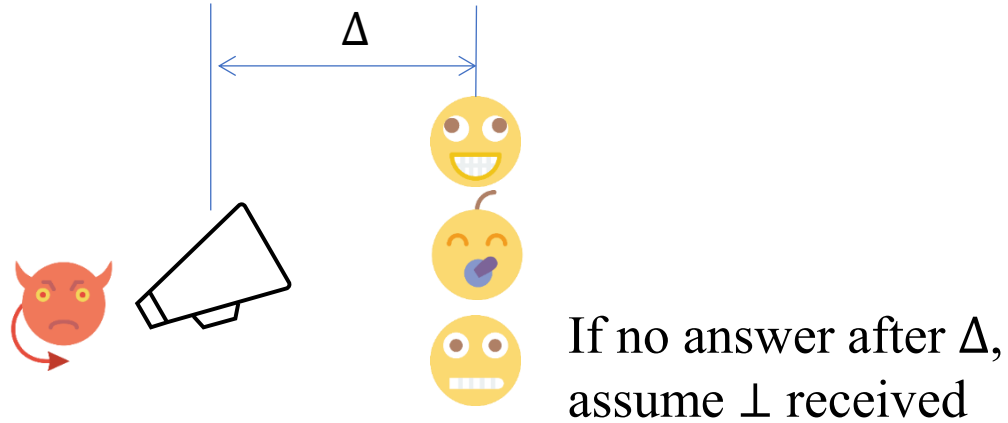 Δ
If no answer after Δ,
assume ⊥ received